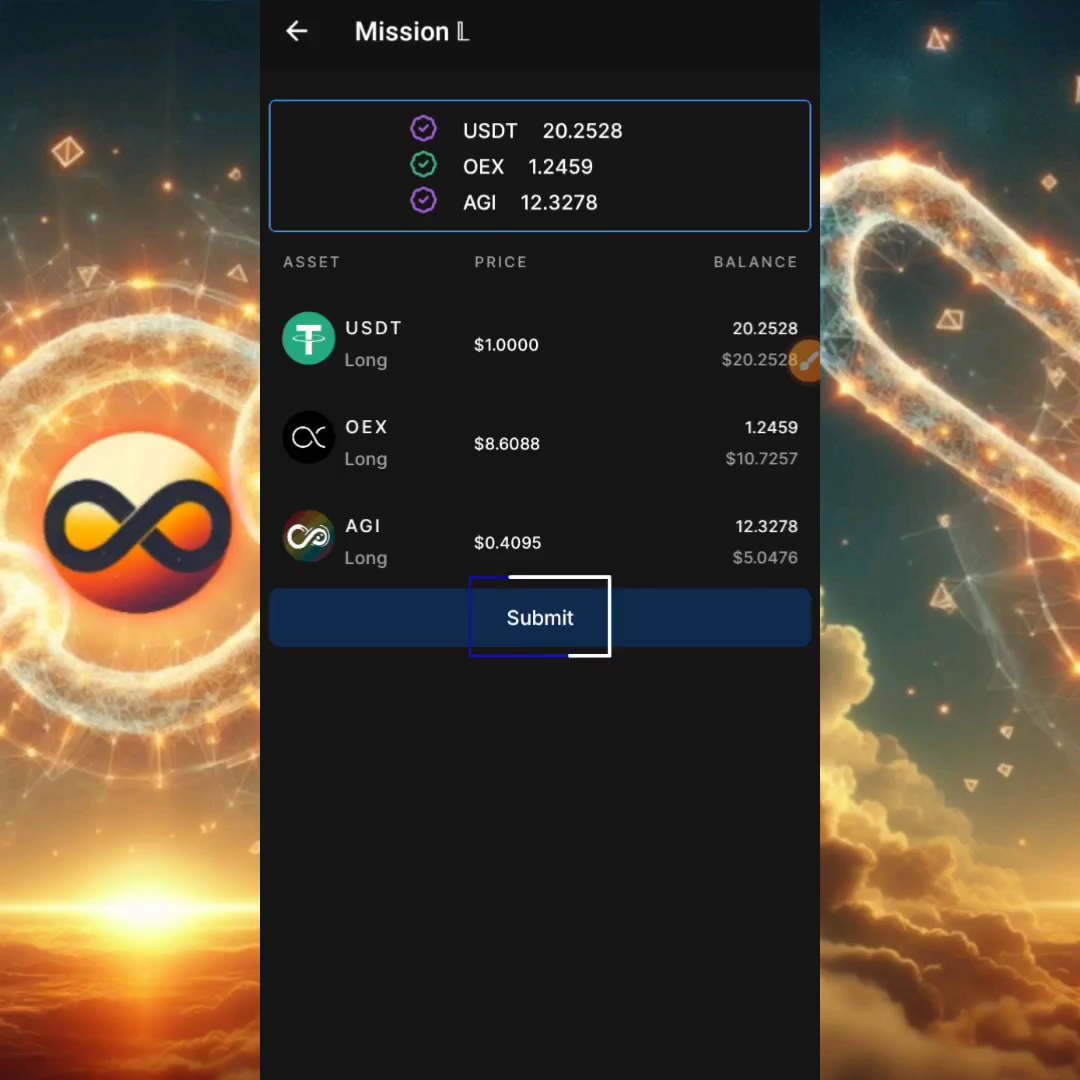 Mission 𝕃
USDT 20.2528
OEX 1.2459
AGI 12.3278
ASSET PRICE BALANCE
USDT 20.2528
Long $1.0000 $20.2528
OEX 1.2459
Long $8.6088 $10.7257
AGI 12.3278
Long $0.4095 $5.0476
Submit